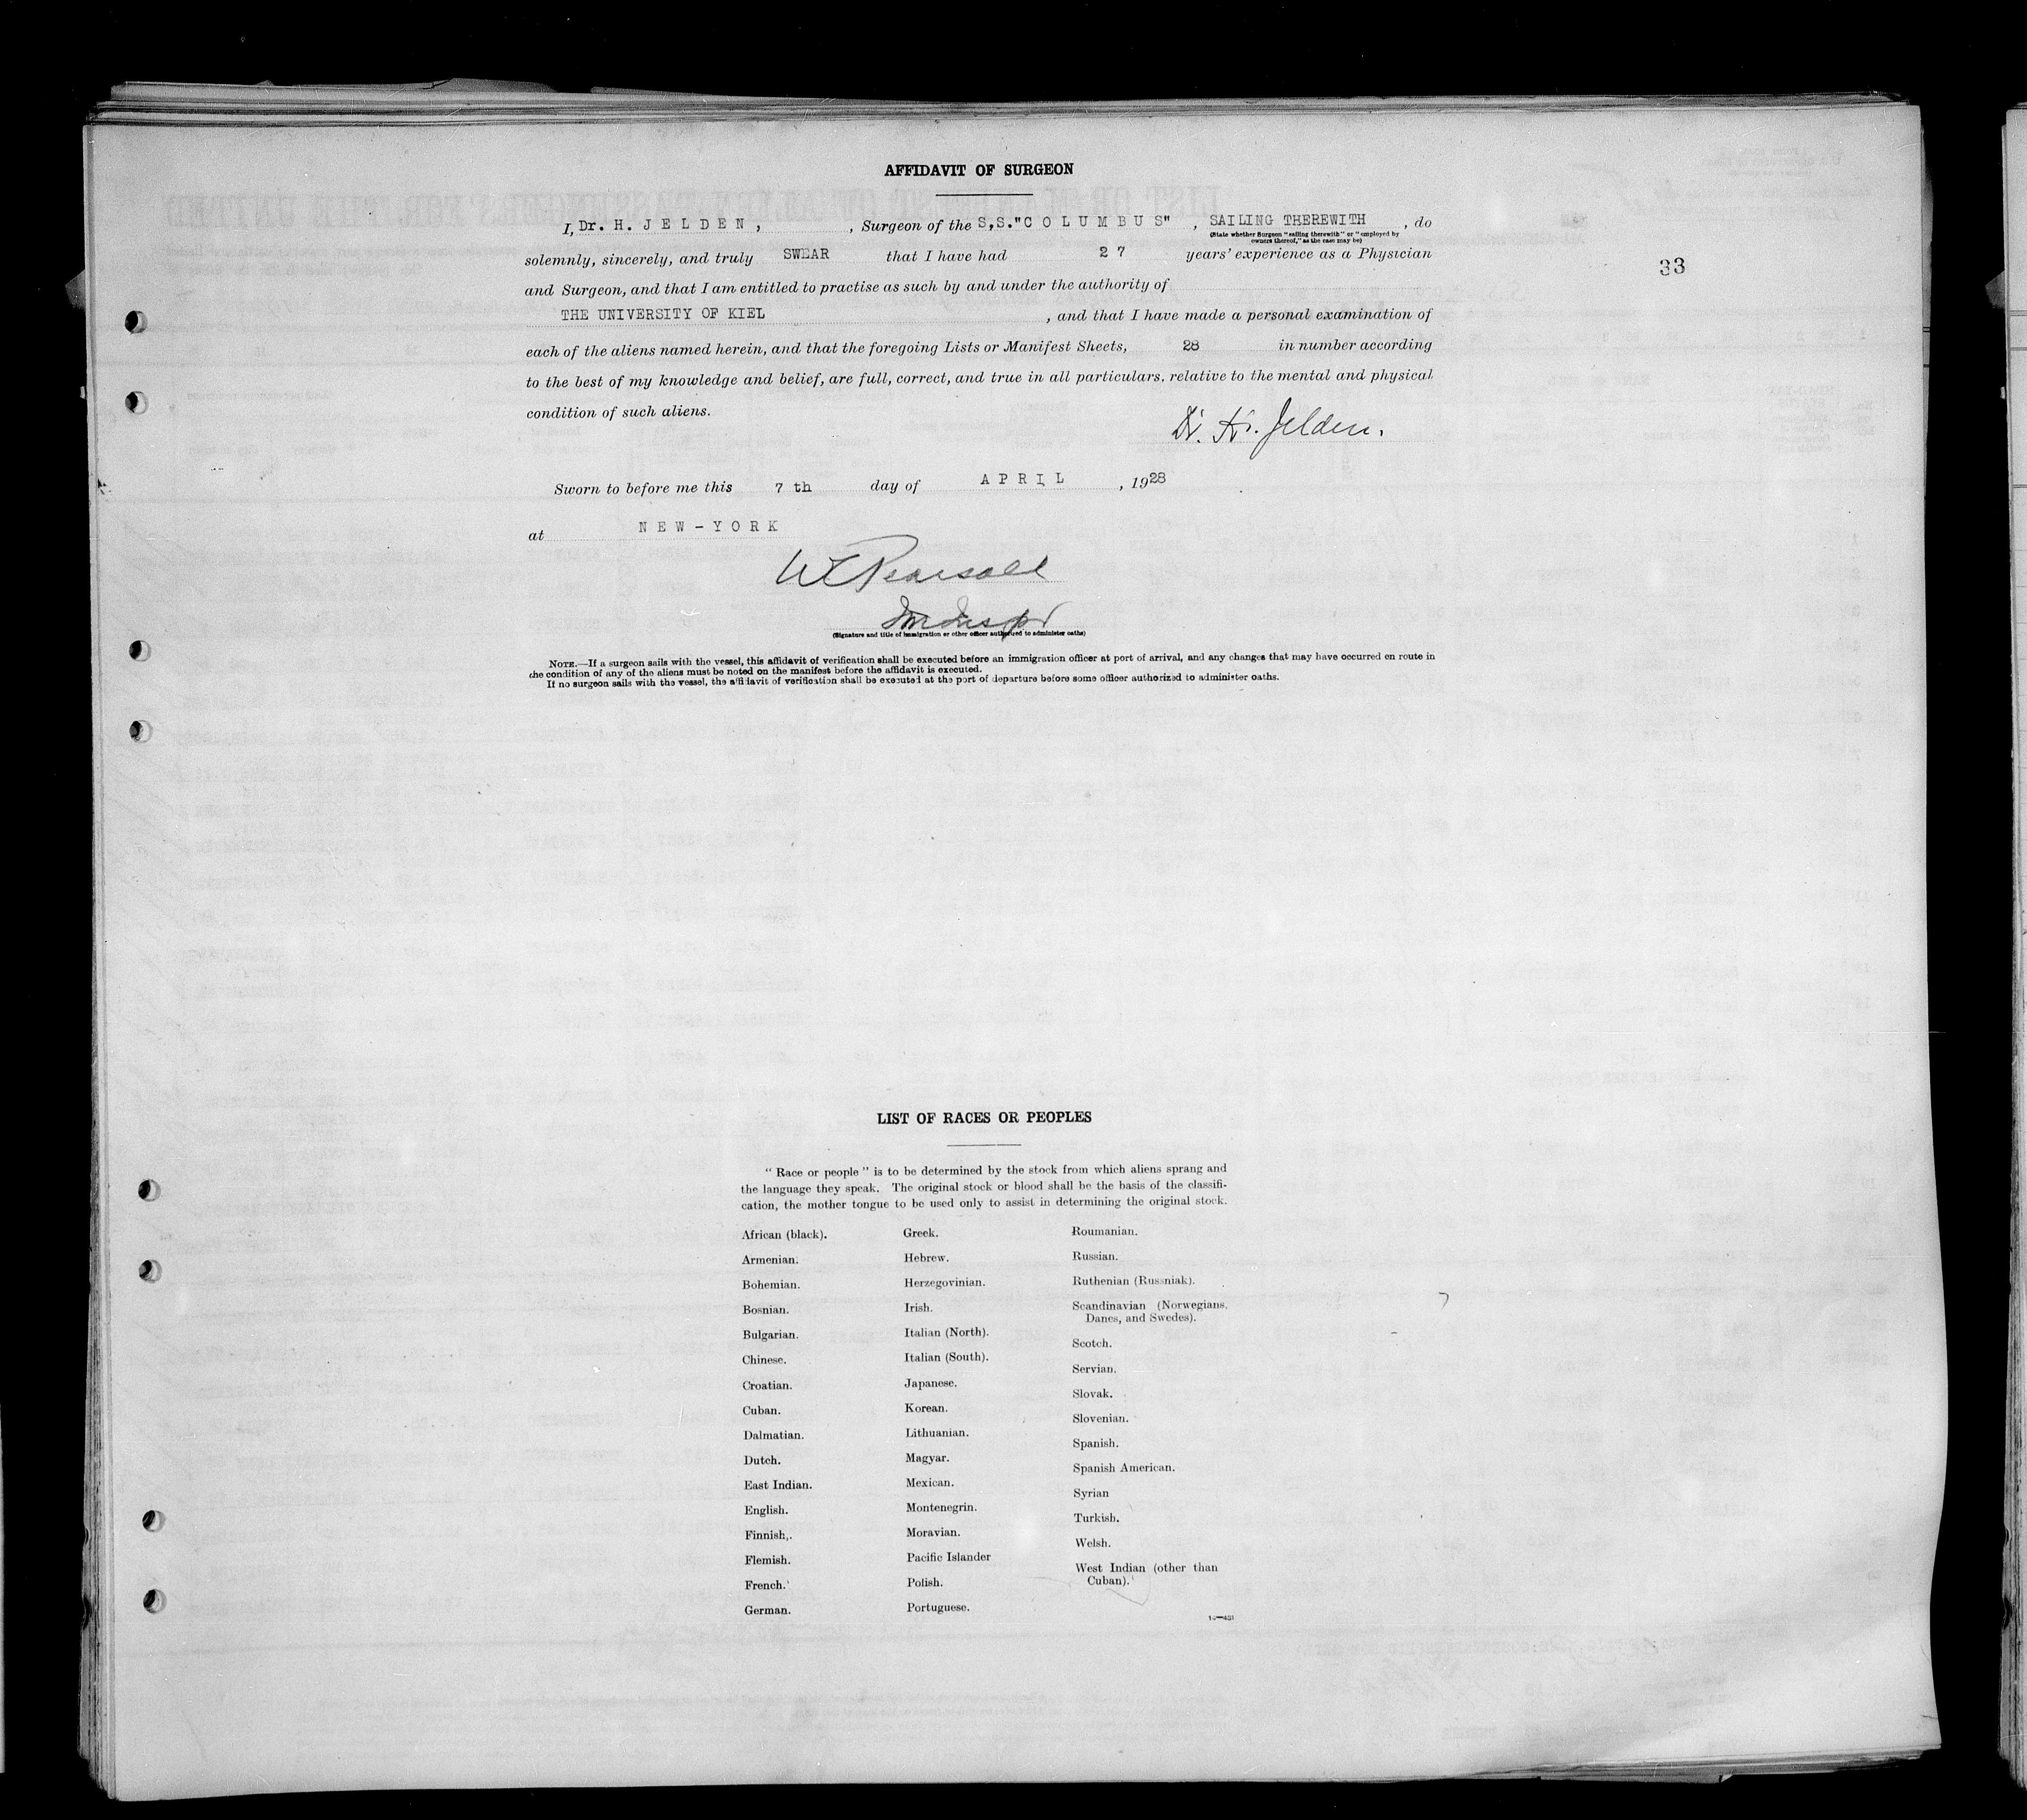 AFFIDAVIT OF SURGEON
I, Dr. H. J E L D E N , , Surgeon of the S,S."C O L U M B U S" , SAILING THEREWITH , do
(State whether Surgeon "sailing therewith" or "employed by
owners thereof," as the case may be)
solemnly, sincerely, and truly SWEAR that I have had 2 7 years' experience as a Physician
33
and Surgeon, and that I am entitled to practise as such by and under the authority of
THE UNIVERSITY OF KIEL , and that I have made a personal examination of
each of the aliens named herein, and that the foregoing Lists or Manifest Sheets, 28 in number according
to the best of my knowledge and belief, are full, correct, and true in all particulars, relative to the mental and physical
condition of such aliens.
Dr. H. Jelden.
Sworn to before me this 7 th day of A P R I L , 1928
at N E W - Y O R K
W Pearsall
Im Inspr
(Signature and title of immigration or other officer authorized to administer oaths)
NOTE.—If a surgeon sails with the vessel, this affidavit of verification shall be executed before an immigration officer at port of arrival, and any changes that may have occurred en route in
the condition of any of the aliens must be noted on the manifest before the affidavit is executed.
If no surgeon sails with the vessel, the affidavit of verification shall be executed at the port of departure before some officer authorized to administer oaths.
LIST OF RACES OR PEOPLES
" Race or people " is to be determined by the stock from which aliens sprang and
the language they speak. The original stock or blood shall be the basis of the classifi-
cation, the mother tongue to be used only to assist in determining the original stock.
African (black).
Armenian.
Bohemian.
Bosnian.
Bulgarian.
Chinese.
Croatian.
Cuban.
Dalmatian.
Dutch.
East Indian.
English.
Finnish.
Flemish.
French.
German.
Greek.
Hebrew.
Herzegovinian.
Irish.
Italian (North).
Italian (South).
Japanese.
Korean.
Lithuanian.
Magyar.
Mexican.
Montenegrin.
Moravian.
Pacific Islander
Polish.
Portuguese.
Roumanian.
Russian.
Ruthenian (Russniak).
Scandinavian (Norwegians,
Danes, and Swedes).
Scotch.
Servian.
Slovak.
Slovenian.
Spanish.
Spanish American.
Syrian
Turkish.
Welsh.
West Indian (other than
Cuban).